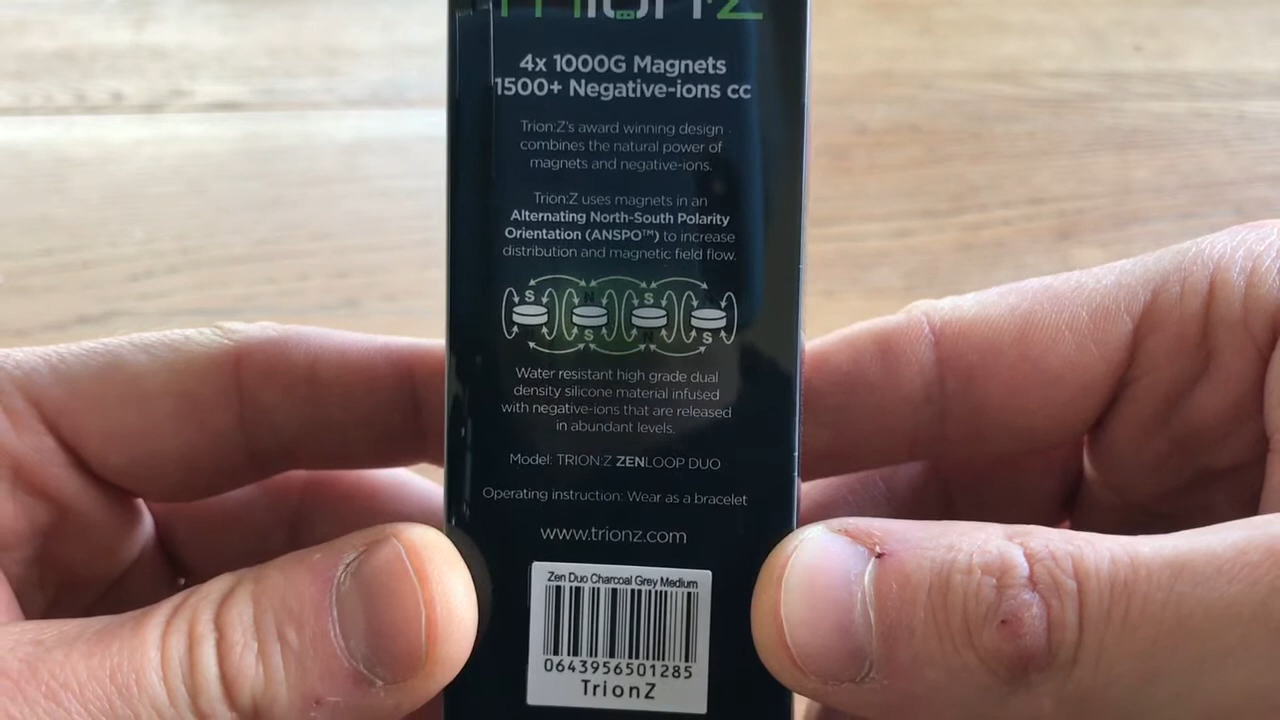 trion:z
4x 1000G Magnets
1500+ Negative-ions cc
Trion:Z's award winning design
combines the natural power of
magnets and negative-ions.
Trion:Z uses magnets in an
Alternating North-South Polarity
Orientation (ANSPO™) to increase
distribution and magnetic field flow.
S N S N
N S N S
Water resistant high grade dual
density silicone material infused
with negative-ions that are released
in abundant levels.
Model: TRION:Z ZENLOOP DUO
Operating instruction: Wear as a bracelet
www.trionz.com
Zen Duo Charcoal Grey Medium
0643956501285
TrionZ